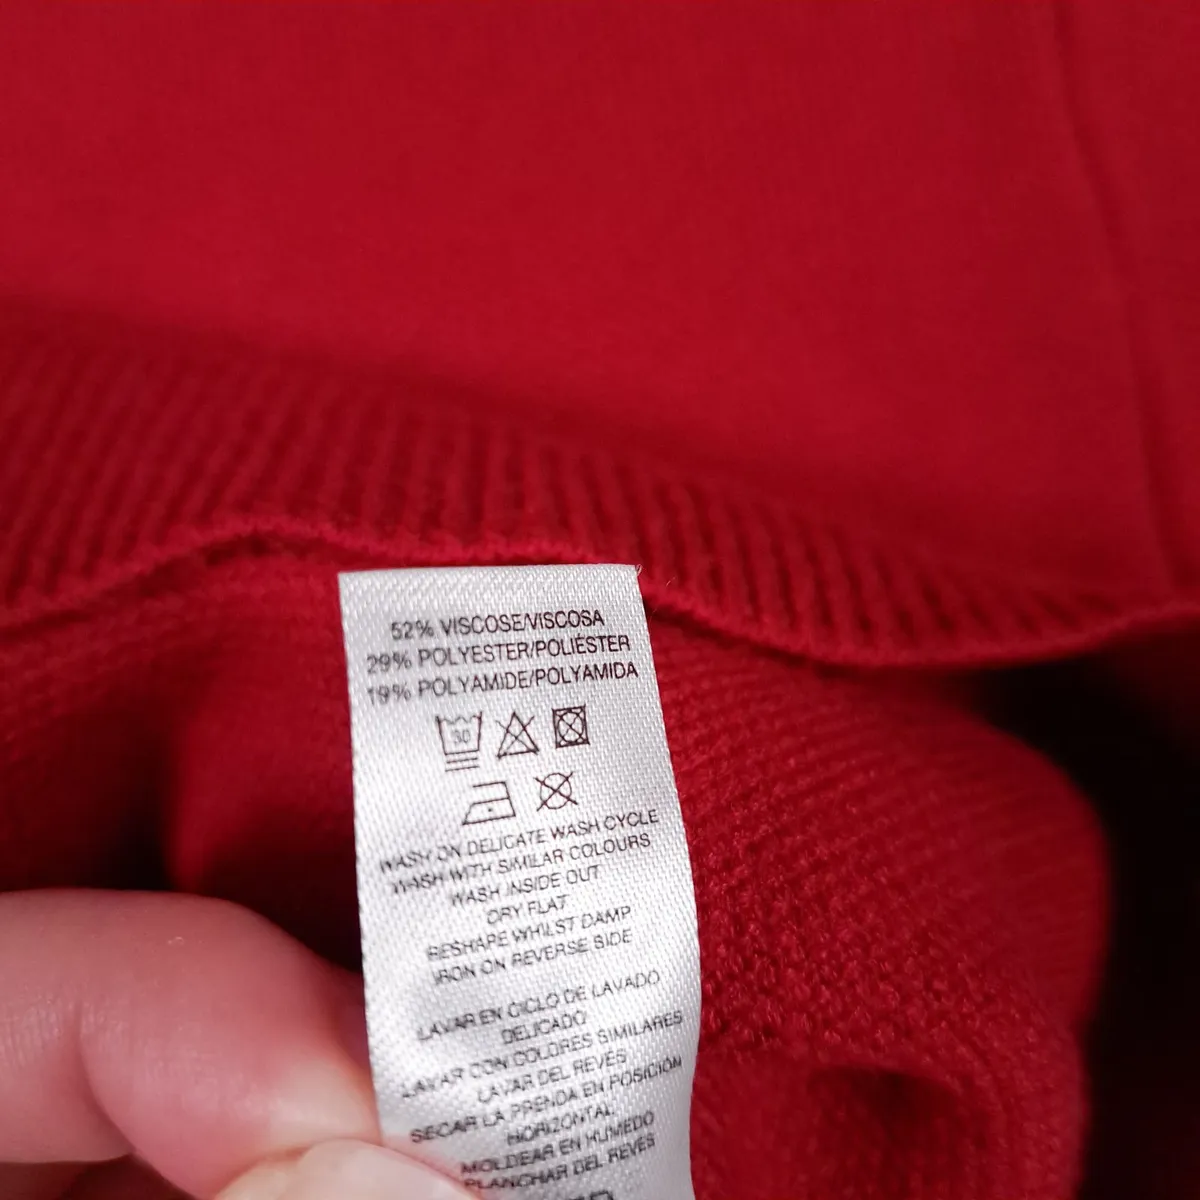 52% VISCOSE/VISCOSA
29% POLYESTER/POLIÉSTER
19% POLYAMIDE/POLYAMIDA
30
WASH ON DELICATE WASH CYCLE
WASH WITH SIMILAR COLOURS
WASH INSIDE OUT
DRY FLAT
RESHAPE WHILST DAMP
IRON ON REVERSE SIDE
LAVAR EN CICLO DE LAVADO
DELICADO
LAVAR CON COLORES SIMILARES
LAVAR DEL REVÉS
SECAR LA PRENDA EN POSICIÓN
HORIZONTAL
MOLDEAR EN HUMEDO
PLANCHAR DEL REVÉS